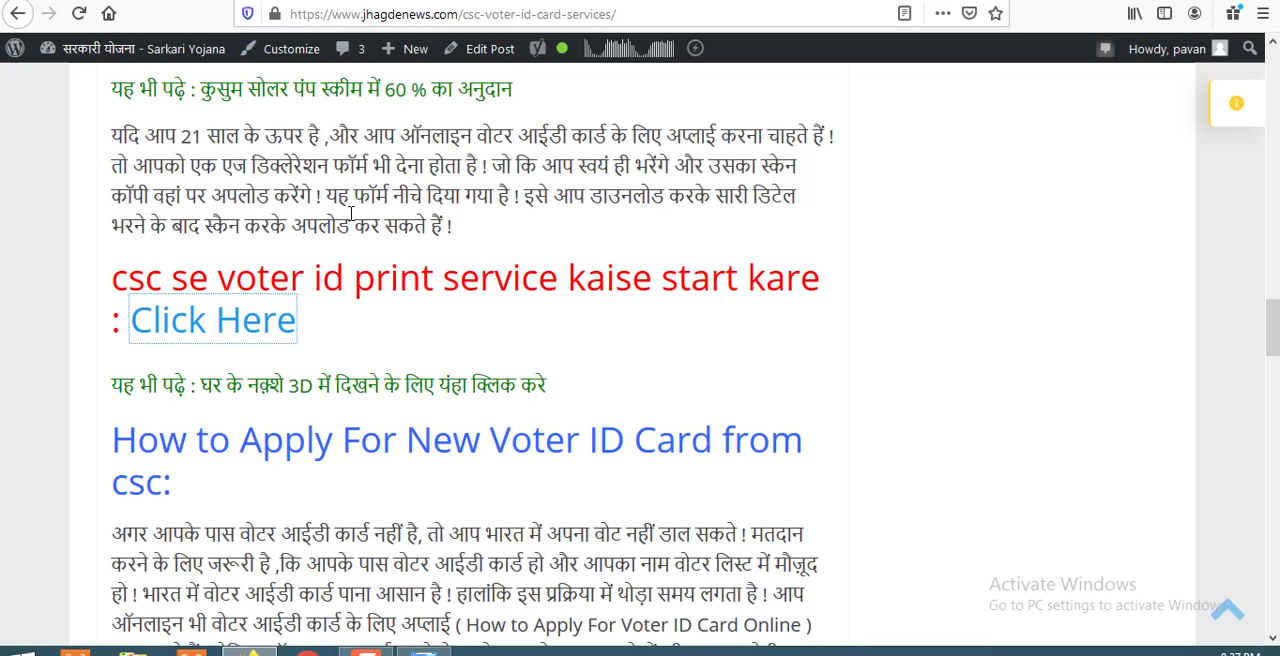 https://www.jhagdenews.com/csc-voter-id-card-services/
सरकारी योजना - Sarkari Yojana Customize 3 New Edit Post Howdy, pavan
यह भी पढ़े : कुसुम सोलर पंप स्कीम में 60 % का अनुदान
यदि आप 21 साल के ऊपर है ,और आप ऑनलाइन वोटर आईडी कार्ड के लिए अप्लाई करना चाहते हैं !
तो आपको एक एज डिक्लेरेशन फॉर्म भी देना होता है ! जो कि आप स्वयं ही भरेंगे और उसका स्केन
कॉपी वहां पर अपलोड करेंगे ! यह फॉर्म नीचे दिया गया है ! इसे आप डाउनलोड करके सारी डिटेल
भरने के बाद स्कैन करके अपलोड कर सकते हैं !
csc se voter id print service kaise start kare
: Click Here
यह भी पढ़े : घर के नक़्शे 3D में दिखने के लिए यंहा क्लिक करे
How to Apply For New Voter ID Card from
csc:
अगर आपके पास वोटर आईडी कार्ड नहीं है, तो आप भारत में अपना वोट नहीं डाल सकते ! मतदान
करने के लिए जरूरी है ,कि आपके पास वोटर आईडी कार्ड हो और आपका नाम वोटर लिस्ट में मौज़ूद
हो ! भारत में वोटर आईडी कार्ड पाना आसान है ! हालांकि इस प्रक्रिया में थोड़ा समय लगता है ! आप
ऑनलाइन भी वोटर आईडी कार्ड के लिए अप्लाई ( How to Apply For Voter ID Card Online )
Activate Windows
Go to PC settings to activate Windows